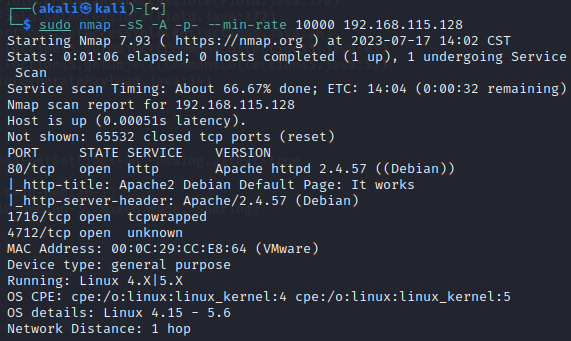 ┌──(akali㉿kali)-[~]
└─$ sudo nmap -sS -A -p- --min-rate 10000 192.168.115.128
Starting Nmap 7.93 ( https://nmap.org ) at 2023-07-17 14:02 CST
Stats: 0:01:06 elapsed; 0 hosts completed (1 up), 1 undergoing Service
 Scan
Service scan Timing: About 66.67% done; ETC: 14:04 (0:00:32 remaining)
Nmap scan report for 192.168.115.128
Host is up (0.00051s latency).
Not shown: 65532 closed tcp ports (reset)
PORT     STATE SERVICE    VERSION
80/tcp   open  http       Apache httpd 2.4.57 ((Debian))
|_http-title: Apache2 Debian Default Page: It works
|_http-server-header: Apache/2.4.57 (Debian)
1716/tcp open  tcpwrapped
4712/tcp open  unknown
MAC Address: 00:0C:29:CC:E8:64 (VMware)
Device type: general purpose
Running: Linux 4.X|5.X
OS CPE: cpe:/o:linux:linux_kernel:4 cpe:/o:linux:linux_kernel:5
OS details: Linux 4.15 - 5.6
Network Distance: 1 hop